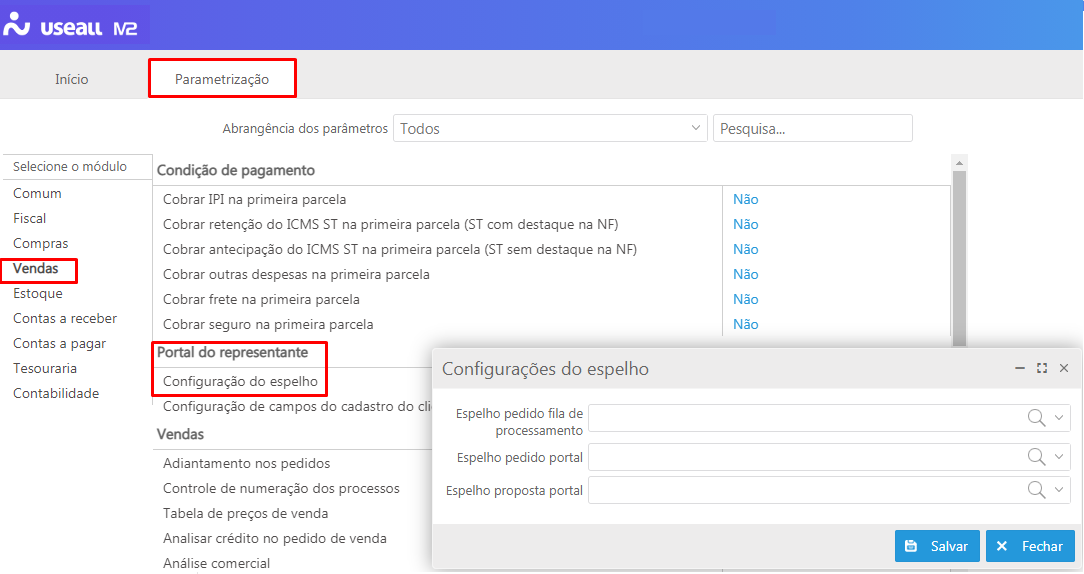 useall M2
Início
Parametrização
Abrangência dos parâmetros
Todos
Pesquisa...
Selecione o módulo
Comum
Fiscal
Compras
Vendas
Estoque
Contas a receber
Contas a pagar
Tesouraria
Contabilidade
Condição de pagamento
Cobrar IPI na primeira parcela Não
Cobrar retenção do ICMS ST na primeira parcela (ST com destaque na NF) Não
Cobrar antecipação do ICMS ST na primeira parcela (ST sem destaque na NF) Não
Cobrar outras despesas na primeira parcela Não
Cobrar frete na primeira parcela Não
Cobrar seguro na primeira parcela Não
Portal do representante
Configuração do espelho
Configuração de campos do cadastro do cli
Vendas
Adiantamento nos pedidos
Controle de numeração dos processos
Tabela de preços de venda
Analisar crédito no pedido de venda
Análise comercial
Configurações do espelho
Espelho pedido fila de
processamento
Espelho pedido portal
Espelho proposta portal
Salvar
Fechar